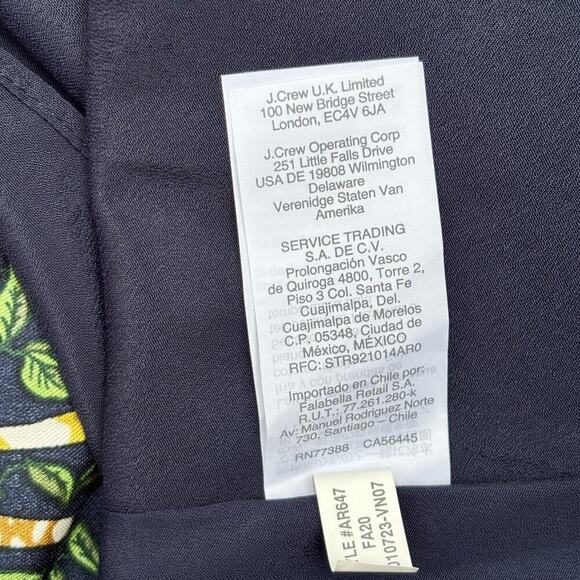 J.Crew U.K. Limited
100 New Bridge Street
London, EC4V 6JA
J.Crew Operating Corp
251 Little Falls Drive
USA DE 19808 Wilmington
Delaware
Verenidge Staten Van
Amerika
SERVICE TRADING
S.A. DE C.V.
Prolongación Vasco
de Quiroga 4800, Torre 2,
Piso 3 Col. Santa Fe
Cuajimalpa, Del.
Cuajimalpa de Morelos
C.P. 05348, Ciudad de
México, MÉXICO
RFC: STR921014AR0
Importado en Chile por:
Falabella Retail S.A.
R.U.T.: 77.261.280-k
Av: Manuel Rodriguez Norte
730, Santiago - Chile
RN77388 CA56445
LE #AR647
FA20
010723-VN07